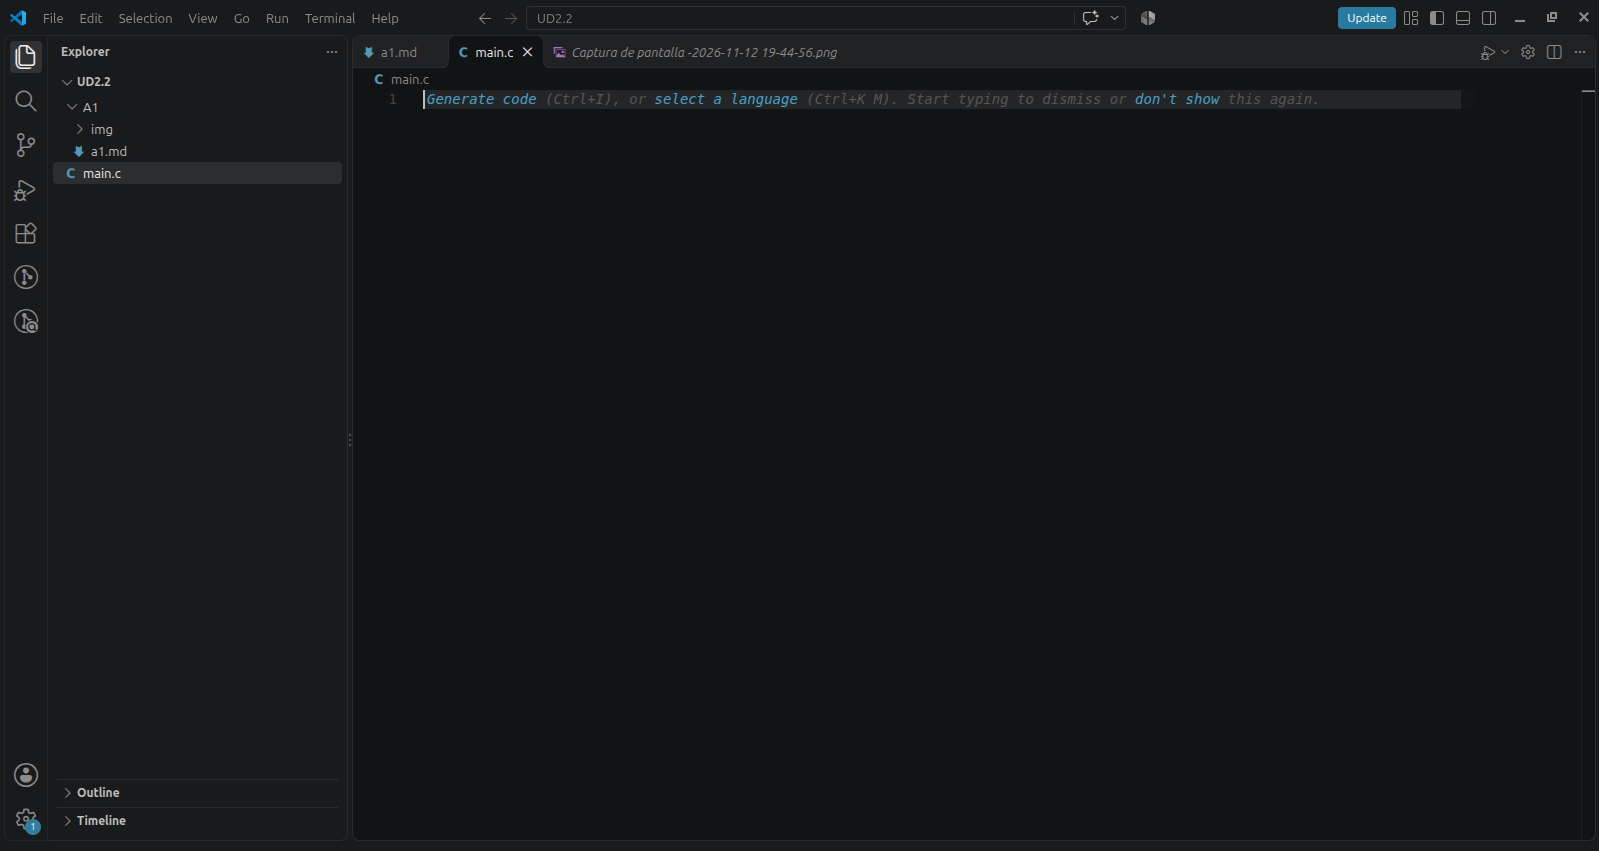 File Edit Selection View Go Run Terminal Help
UD2.2
Update
Explorer
UD2.2
A1
img
a1.md
main.c
a1.md
main.c
Captura de pantalla -2026-11-12 19-44-56.png
main.c
1
Generate code (Ctrl+I), or select a language (Ctrl+K M). Start typing to dismiss or don't show this again.
Outline
Timeline
1